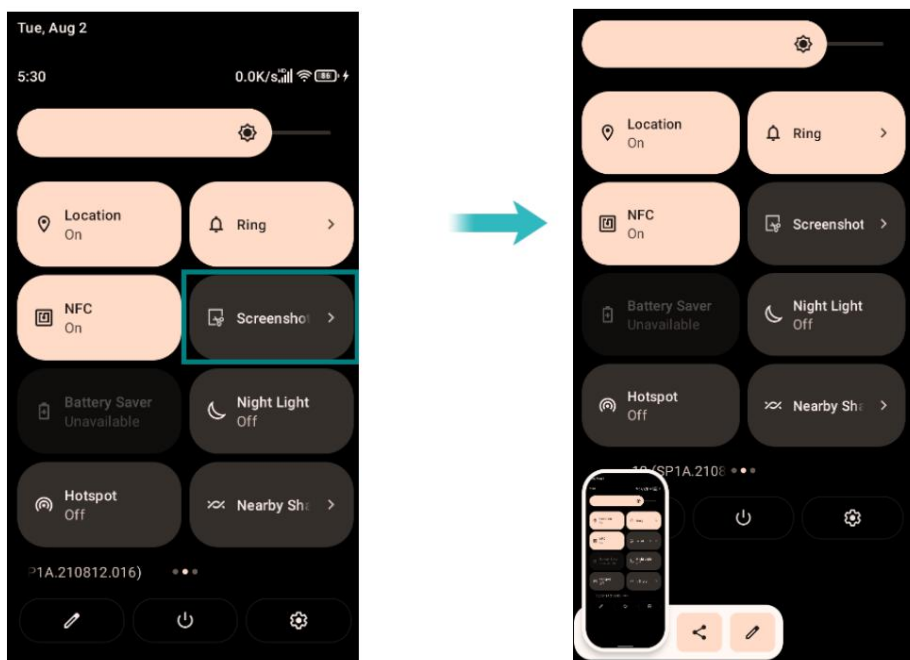 Tue, Aug 2
5:30 0.0K/s HD 86
Location
On
Ring
NFC
On
Screenshot
Battery Saver
Unavailable
Night Light
Off
Hotspot
Off
Nearby Sha
P1A.210812.016)
Location
On
Ring
NFC
On
Screenshot
Battery Saver
Unavailable
Night Light
Off
Hotspot
Off
Nearby Sha
12 (SP1A.2108